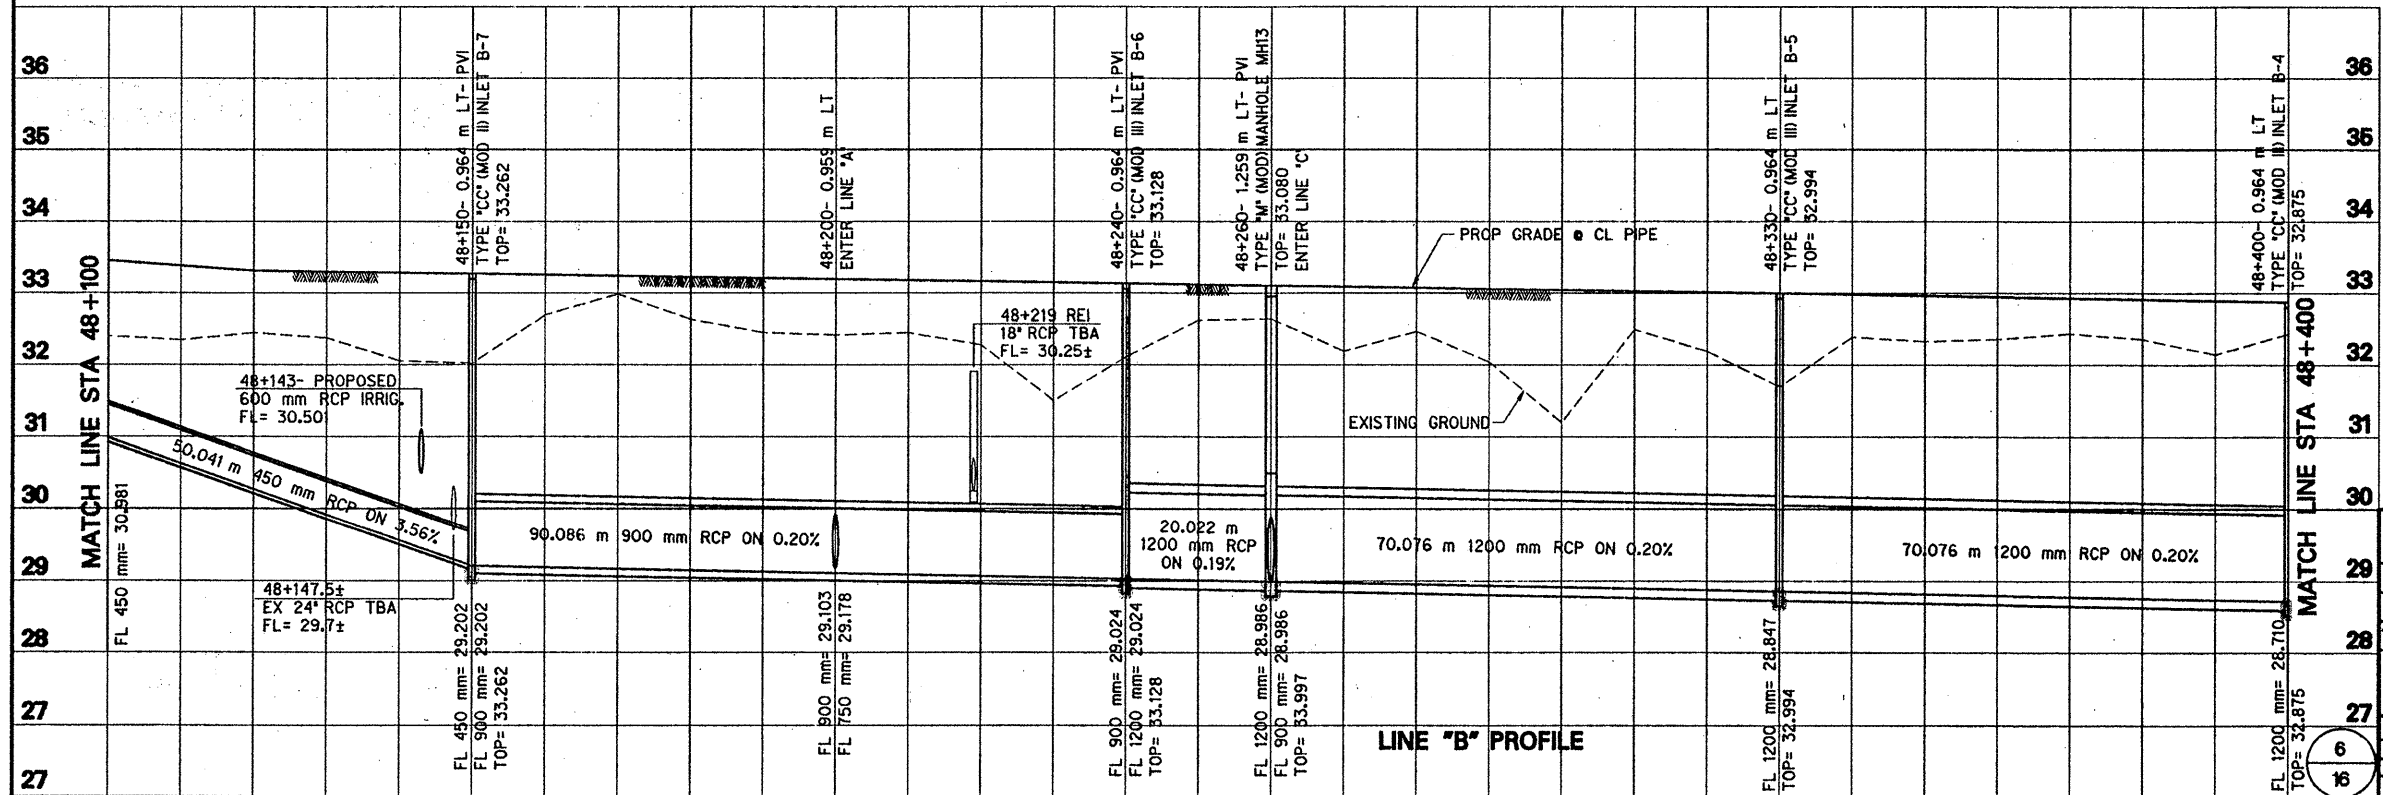 36
35
34
33
32
31
30
29
28
27
27
MATCH LINE STA 48+100
FL 450 mm= 30.981
50.041 m 450 mm RCP ON 3.56%
48+143- PROPOSED
600 mm RCP IRRIG.
FL= 30.501
48+147.5±
EX 24" RCP TBA
FL= 29.7±
48+150- 0.964 m LT- PVI
TYPE "CC" (MOD II) INLET B-7
TOP= 33.262
FL 450 mm= 29.202
FL 900 mm= 29.202
TOP= 33.262
90.086 m 900 mm RCP ON 0.20%
48+200- 0.959 m LT
ENTER LINE "A"
FL 900 mm= 29.103
FL 750 mm= 29.178
48+219 REI
18" RCP TBA
FL= 30.25±
48+240- 0.964 m LT- PVI
TYPE "CC" (MOD III) INLET B-6
TOP= 33.128
FL 900 mm= 29.024
FL 1200 mm= 29.024
TOP= 33.128
20.022 m
1200 mm RCP
ON 0.19%
48+260- 1.259 m LT- PVI
TYPE "M" (MOD) MANHOLE MH13
TOP= 33.080
ENTER LINE "C"
FL 1200 mm= 28.986
FL 900 mm= 28.986
TOP= 33.997
PROP GRADE @ CL PIPE
EXISTING GROUND
70.076 m 1200 mm RCP ON 0.20%
48+330- 0.964 m LT
TYPE "CC" (MOD III) INLET B-5
TOP= 32.994
FL 1200 mm= 28.847
TOP= 32.994
70.076 m 1200 mm RCP ON 0.20%
48+400- 0.964 m LT
TYPE "CC" (MOD II) INLET B-4
TOP= 32.875
FL 1200 mm= 28.710
TOP= 32.875
MATCH LINE STA 48+400
36
35
34
33
32
31
30
29
28
27
LINE "B" PROFILE
6
16